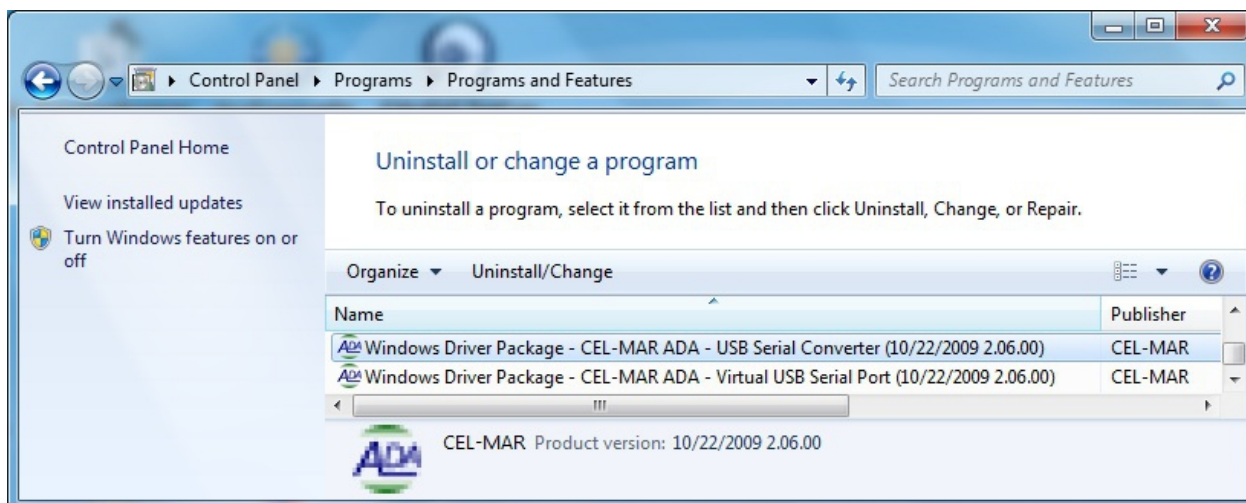 Control Panel ▸ Programs ▸ Programs and Features
Search Programs and Features
Control Panel Home
View installed updates
Turn Windows features on or
off
Uninstall or change a program
To uninstall a program, select it from the list and then click Uninstall, Change, or Repair.
Organize Uninstall/Change
Name Publisher
ADA Windows Driver Package - CEL-MAR ADA - USB Serial Converter (10/22/2009 2.06.00) CEL-MAR
ADA Windows Driver Package - CEL-MAR ADA - Virtual USB Serial Port (10/22/2009 2.06.00) CEL-MAR
ADA CEL-MAR Product version: 10/22/2009 2.06.00